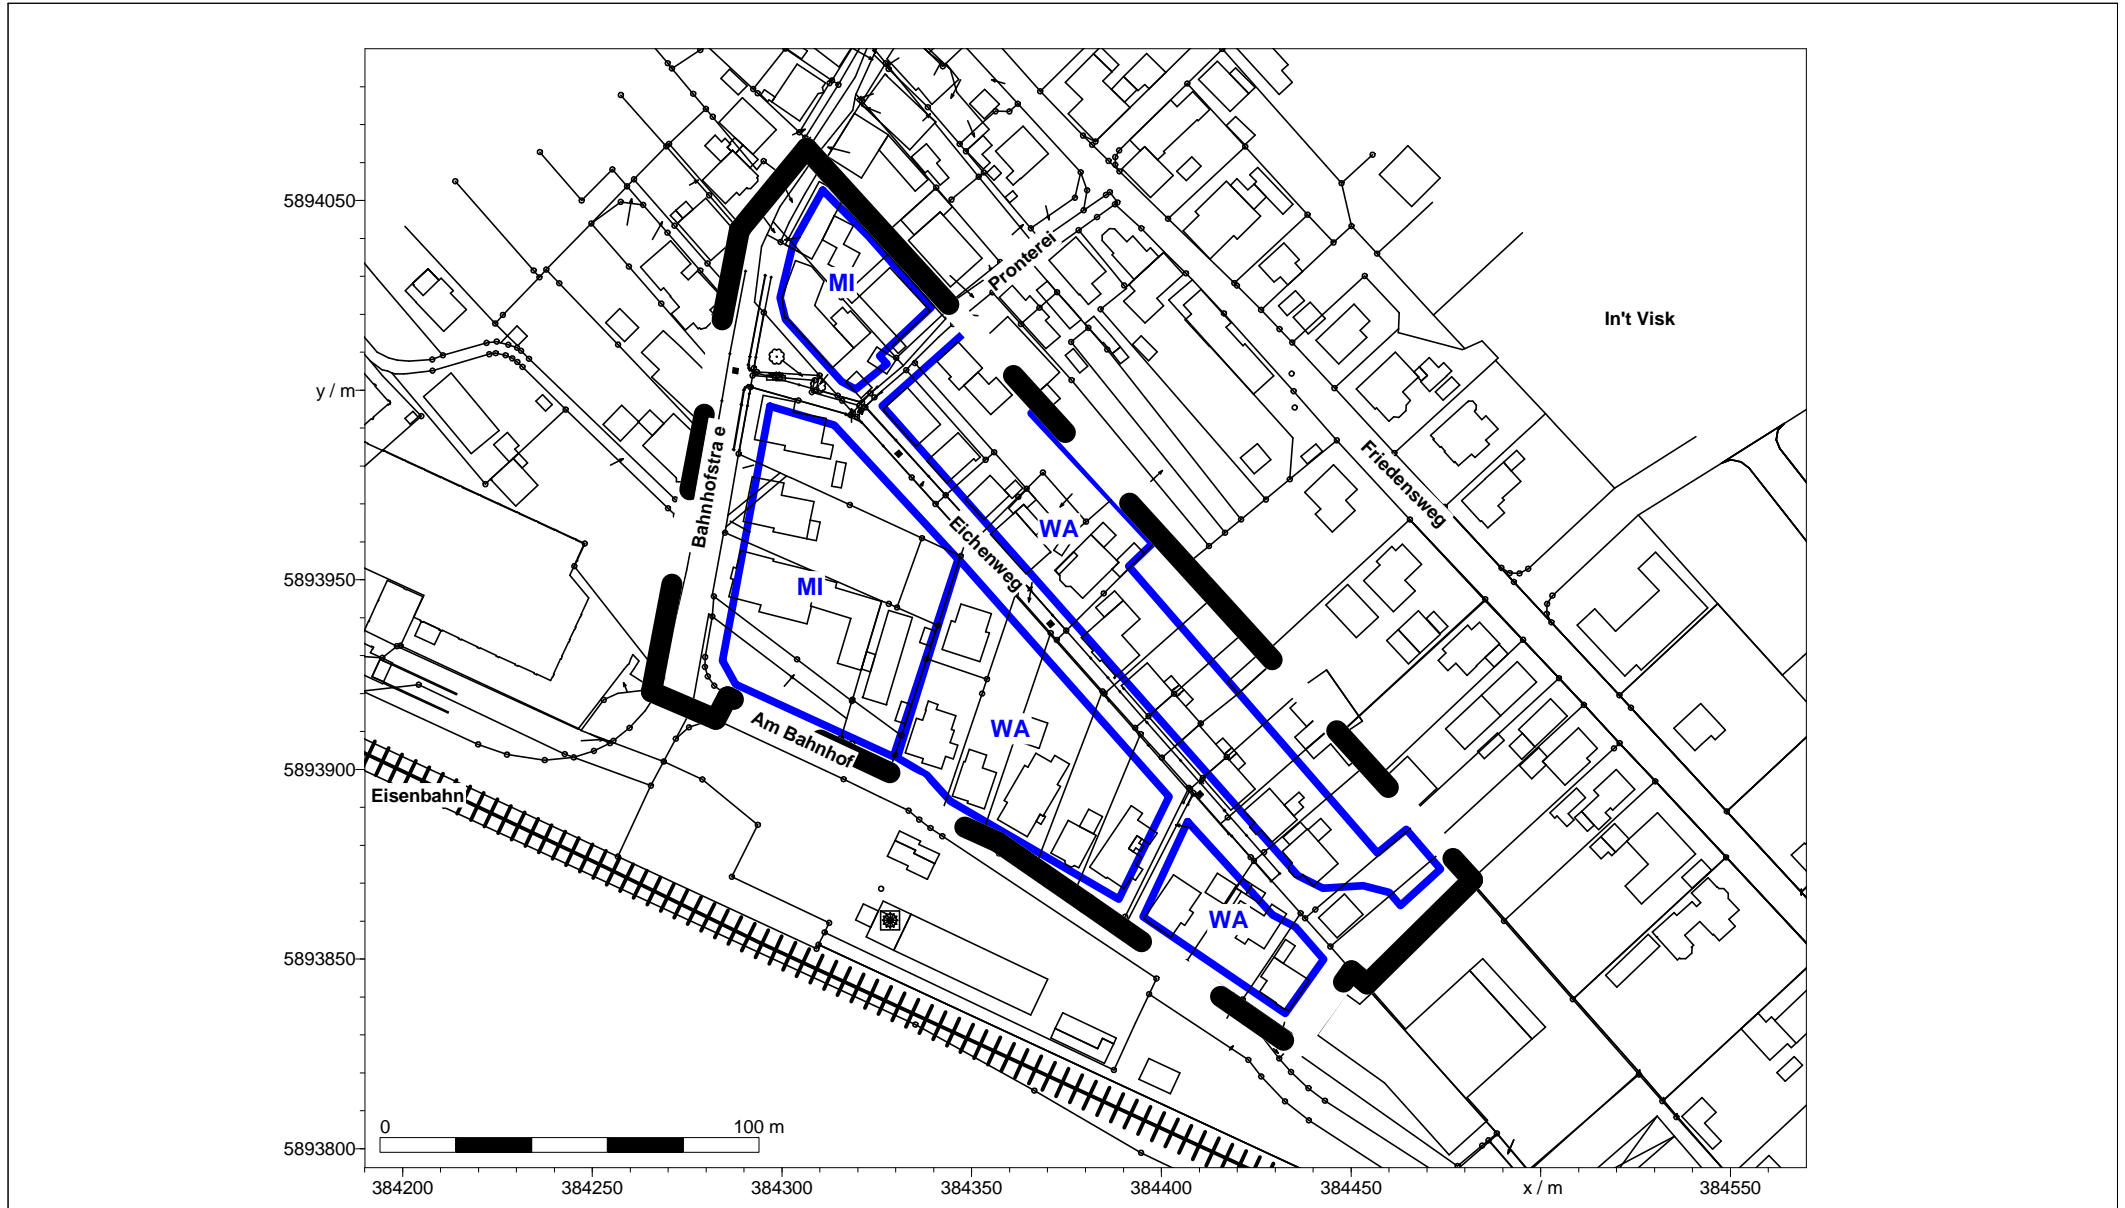 5894050
y / m
5893950
5893900
5893850
5893800
384200
384250
384300
384350
384400
384450
x / m
384550
0
100 m
MI
Pronterei
In't Visk
Friedensweg
Bahnhofstra e
Eichenweg
WA
MI
WA
Am Bahnhof
Eisenbahn
WA